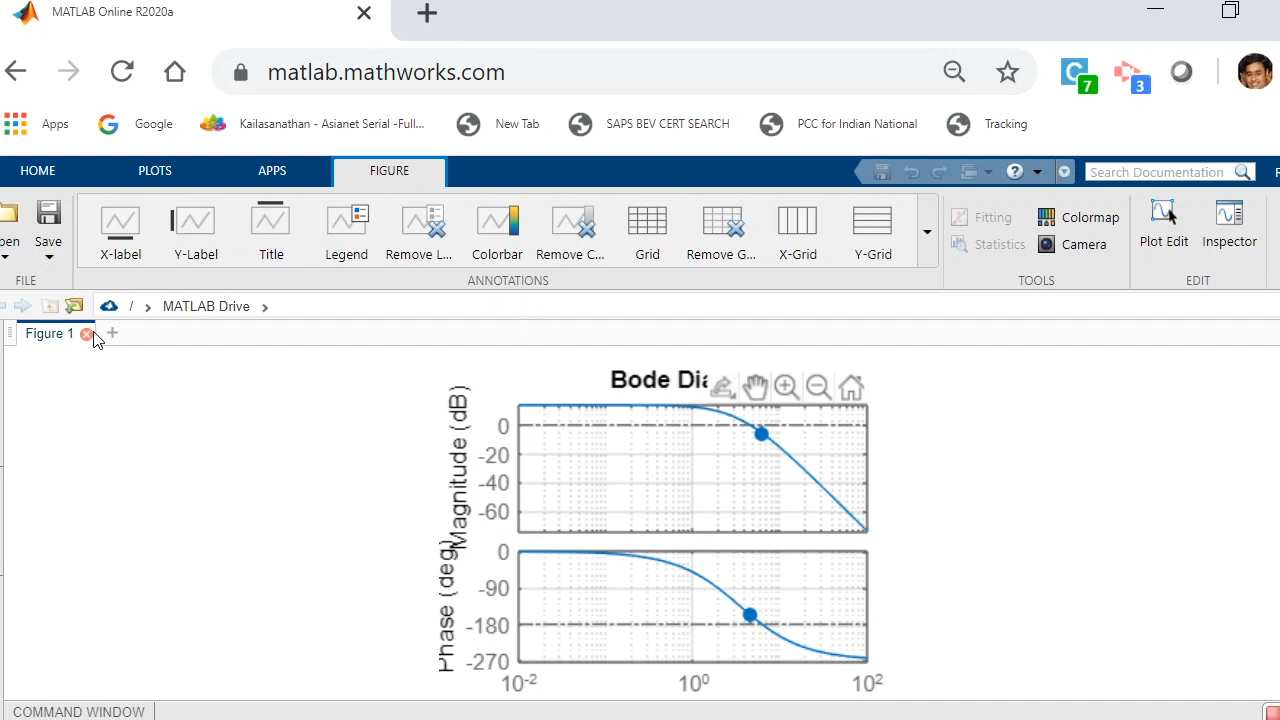 MATLAB Online R2020a
matlab.mathworks.com
7
3
Apps
Google
Kailasanathan - Asianet Serial -Full...
New Tab
SAPS BEV CERT SEARCH
PCC for Indian National
Tracking
HOME
PLOTS
APPS
FIGURE
Search Documentation
pen
Save
X-label
Y-Label
Title
Legend
Remove L...
Colorbar
Remove C...
Grid
Remove G...
X-Grid
Y-Grid
Fitting
Statistics
Colormap
Camera
Plot Edit
Inspector
FILE
ANNOTATIONS
TOOLS
EDIT
/ > MATLAB Drive >
Figure 1
Bode Dia
Magnitude (dB)
0
-20
-40
-60
Phase (deg)
0
-90
-180
-270
10-2
100
102
COMMAND WINDOW